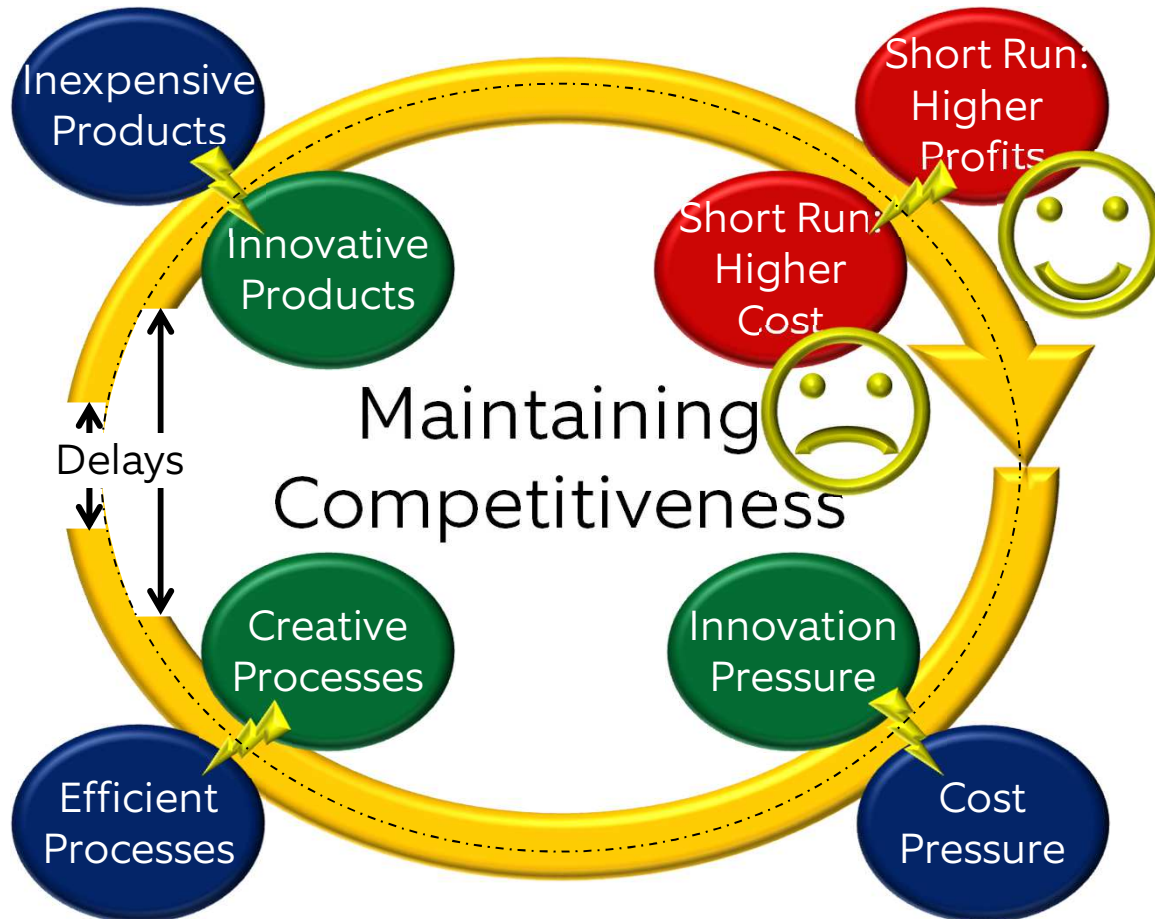 Inexpensive
Products
Short Run:
Higher
Profits
Innovative
Products
Short Run:
Higher
Cost
Maintaining
Competitiveness
Delays
Creative
Processes
Innovation
Pressure
Efficient
Processes
Cost
Pressure